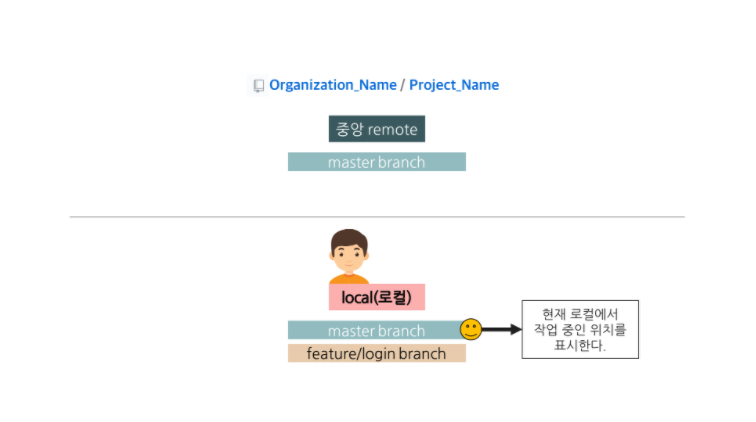 Organization_Name / Project_Name
중앙 remote
master branch
local(로컬)
master branch
feature/login branch
현재 로컬에서
작업 중인 위치를
표시한다.